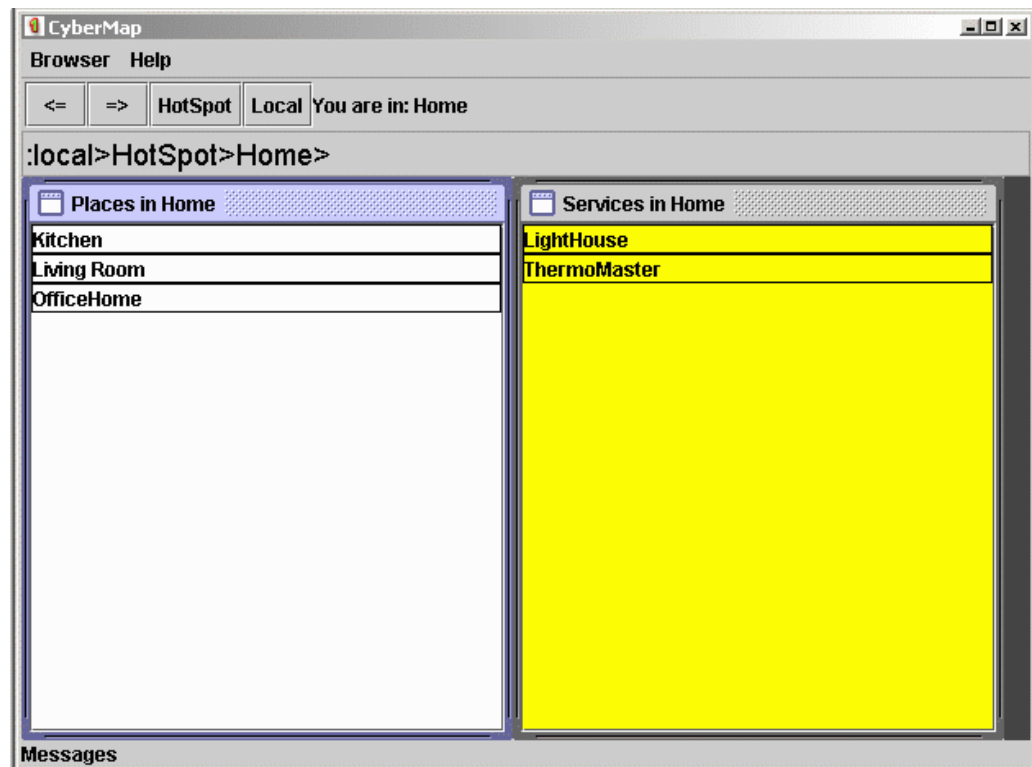 CyberMap
Browser Help
<= => HotSpot Local You are in: Home
:local>HotSpot>Home>
Places in Home
Kitchen
Living Room
OfficeHome
Services in Home
LightHouse
ThermoMaster
Messages